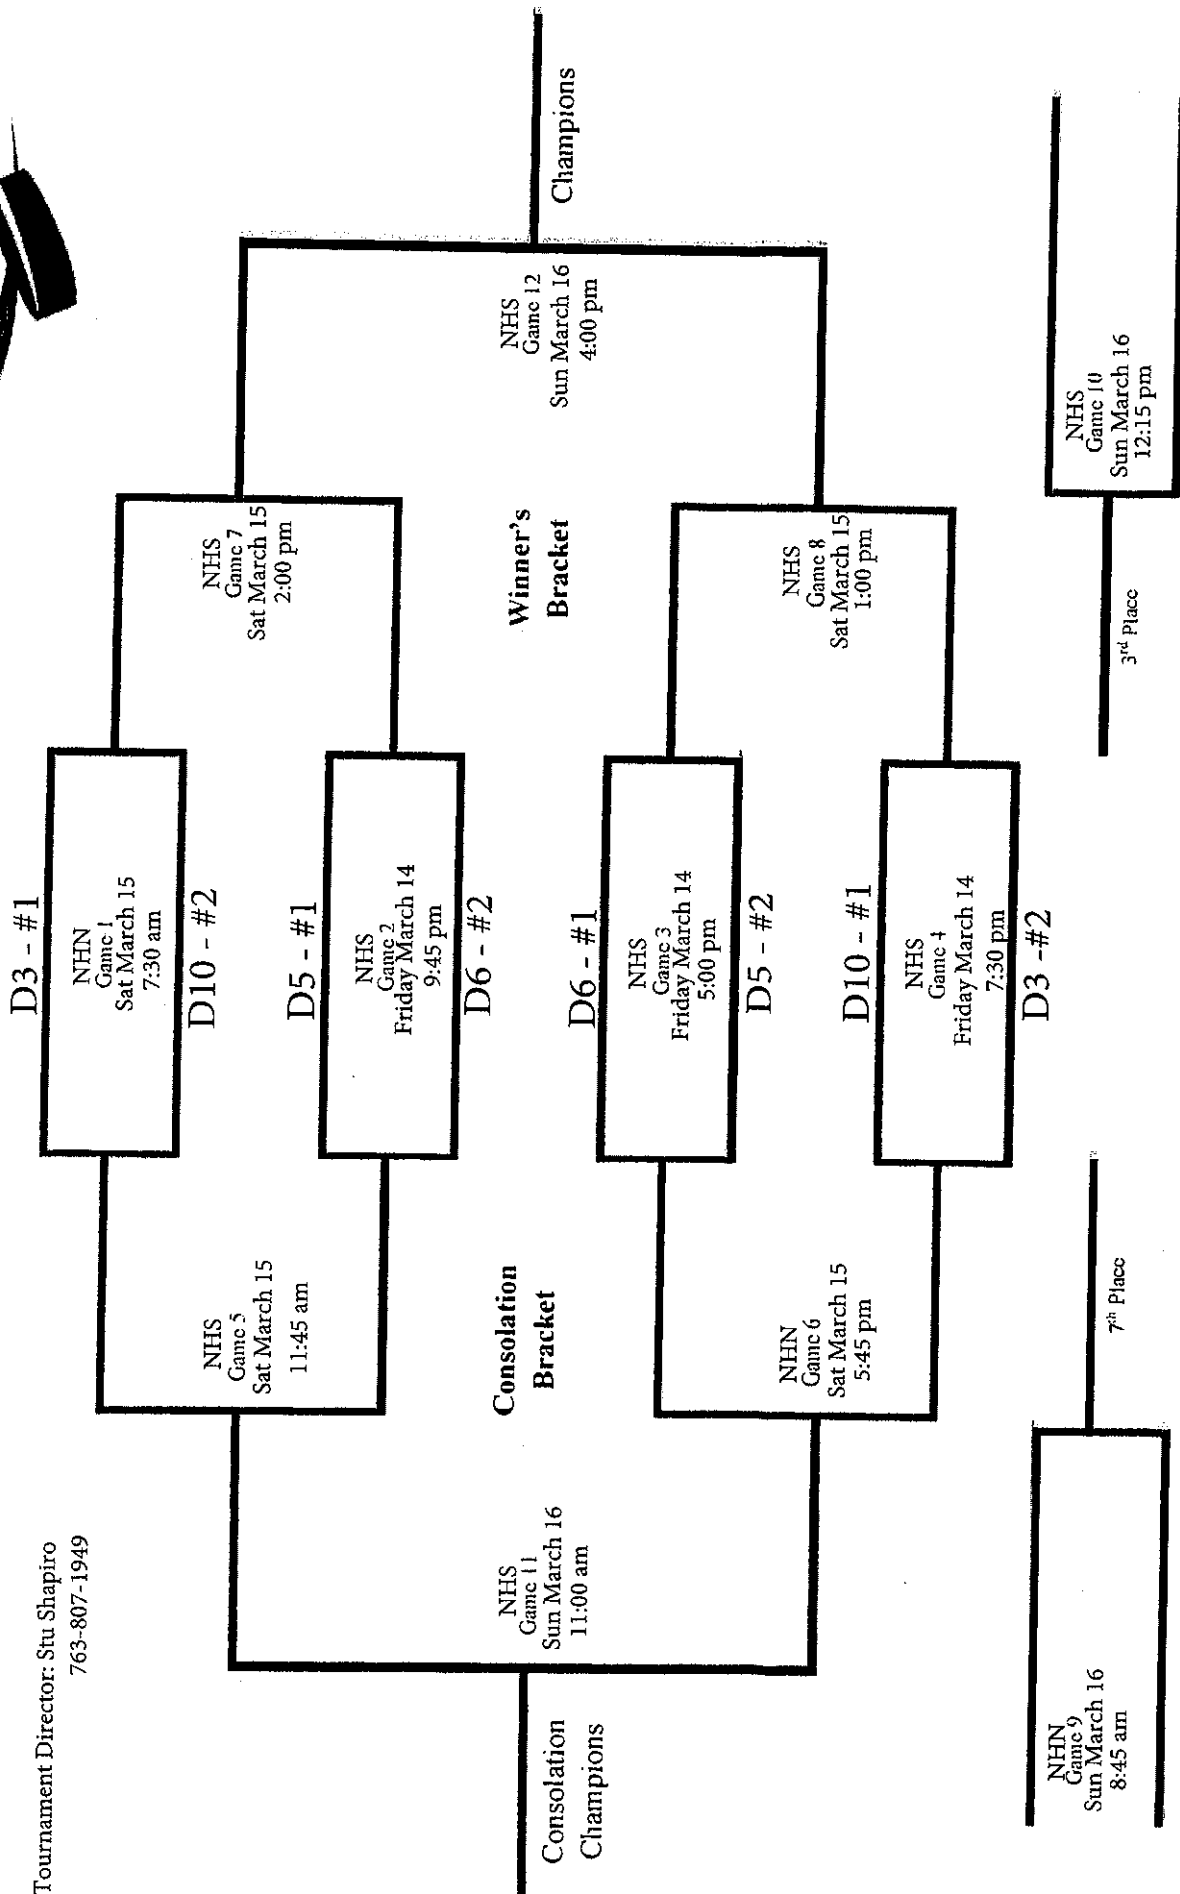 Tournament Director: Stu Shapiro
763-807-1949
D3 - #1
NHN
Game 1
Sat March 15
7:30 am
D10 - #2
D5 - #1
NHS
Game 2
Friday March 14
9:45 pm
D6 - #2
D6 - #1
NHS
Game 3
Friday March 14
5:00 pm
D5 - #2
D10 - #1
NHS
Game 4
Friday March 14
7:30 pm
D3 -#2
NHS
Game 5
Sat March 15
11:45 am
Consolation
Bracket
NHN
Game 6
Sat March 15
5:45 pm
NHS
Game 7
Sat March 15
2:00 pm
Winner's
Bracket
NHS
Game 8
Sat March 15
1:00 pm
NHS
Game 11
Sun March 16
11:00 am
Consolation
Champions
NHS
Game 12
Sun March 16
4:00 pm
Champions
NHN
Game 9
Sun March 16
8:45 am
7th Place
3rd Place
NHS
Game 10
Sun March 16
12:15 pm